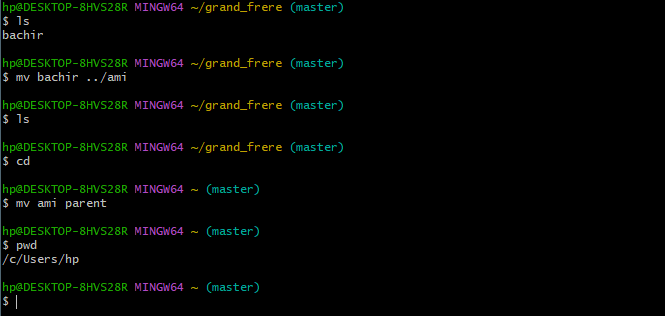 hp@DESKTOP-8HVS28R MINGW64 ~/grand_frere (master)
$ ls
bachir
hp@DESKTOP-8HVS28R MINGW64 ~/grand_frere (master)
$ mv bachir ../ami
hp@DESKTOP-8HVS28R MINGW64 ~/grand_frere (master)
$ ls
hp@DESKTOP-8HVS28R MINGW64 ~/grand_frere (master)
$ cd
hp@DESKTOP-8HVS28R MINGW64 ~ (master)
$ mv ami parent
hp@DESKTOP-8HVS28R MINGW64 ~ (master)
$ pwd
/c/Users/hp
hp@DESKTOP-8HVS28R MINGW64 ~ (master)
$